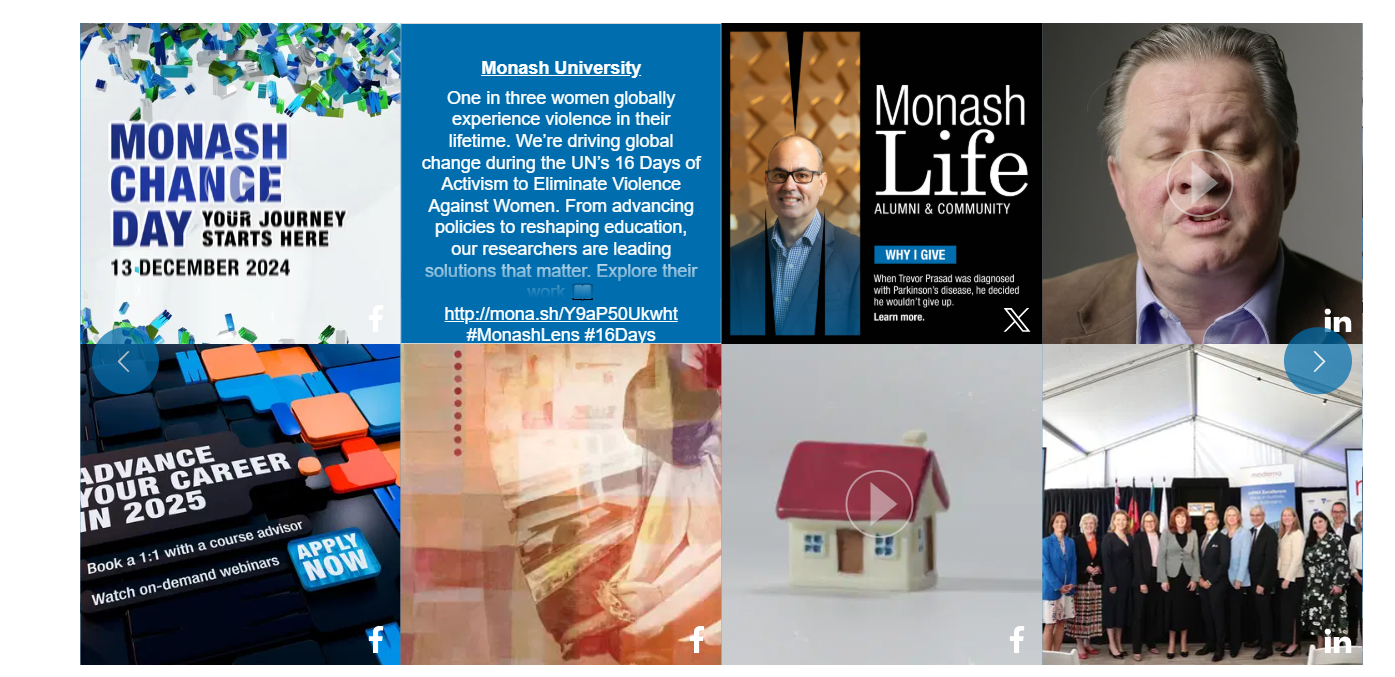 MONASH
CHANGE
DAY YOUR JOURNEY
STARTS HERE
13 DECEMBER 2024
Monash University
One in three women globally
experience violence in their
lifetime. We’re driving global
change during the UN’s 16 Days of
Activism to Eliminate Violence
Against Women. From advancing
policies to reshaping education,
our researchers are leading
solutions that matter. Explore their
work
http://mona.sh/Y9aP50Ukwht
#MonashLens #16Days
Monash
Life
ALUMNI & COMMUNITY
WHY I GIVE
When Trevor Prasad was diagnosed
with Parkinson's disease, he decided
he wouldn't give up.
Learn more.
in
ADVANCE
YOUR CAREER
IN 2025
Book a 1:1 with a course advisor
Watch on-demand webinars
APPLY
NOW
moderna
in